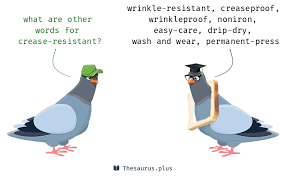 what are other
words for
crease-resistant?
wrinkle-resistant, creaseproof,
wrinkleproof, noniron,
easy-care, drip-dry,
wash and wear, permanent-press
Thesaurus.plus